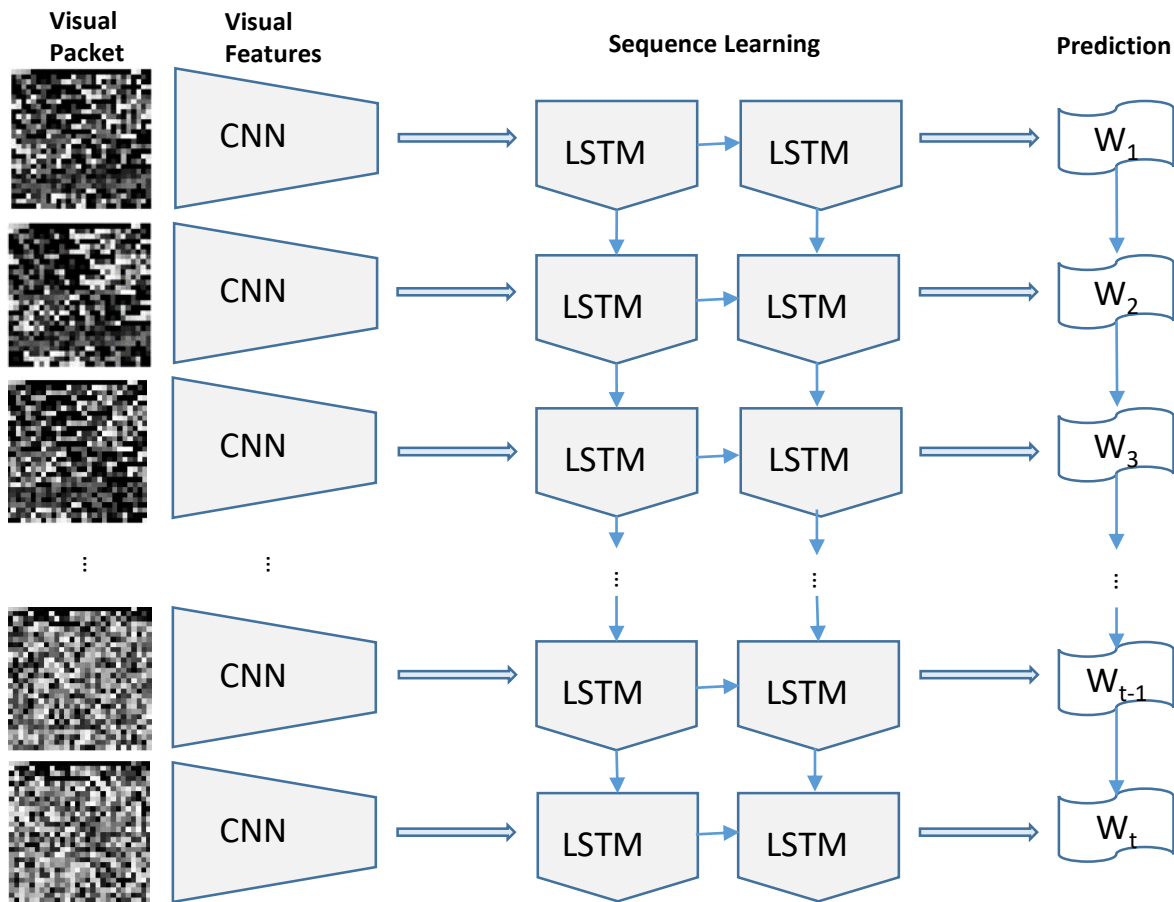 Visual
Packet
Visual
Features
Sequence Learning
Prediction
CNN
LSTM
LSTM
W1
CNN
LSTM
LSTM
W2
CNN
LSTM
LSTM
W3
...
...
...
...
...
CNN
LSTM
LSTM
Wt-1
CNN
LSTM
LSTM
Wt